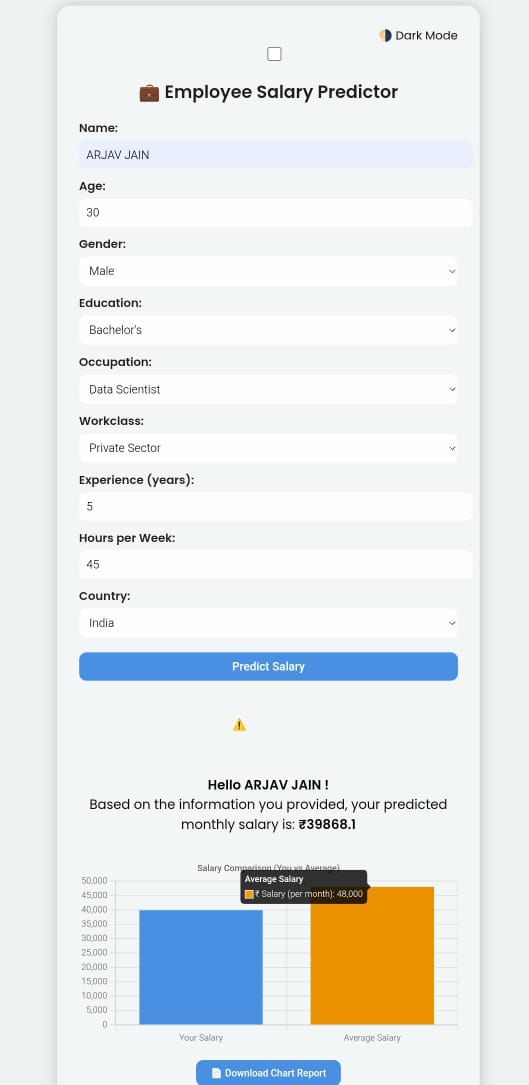 🌗 Dark Mode
💼 Employee Salary Predictor
Name:
ARJAV JAIN
Age:
30
Gender:
Male
Education:
Bachelor's
Occupation:
Data Scientist
Workclass:
Private Sector
Experience (years):
5
Hours per Week:
45
Country:
India
Predict Salary
⚠️
Hello ARJAV JAIN !
Based on the information you provided, your predicted
monthly salary is: ₹39868.1
Salary Comparison (You vs Average)
Average Salary
₹ Salary (per month): 48,000
50,000
45,000
40,000
35,000
30,000
25,000
20,000
15,000
10,000
5,000
0
Your Salary
Average Salary
📄 Download Chart Report